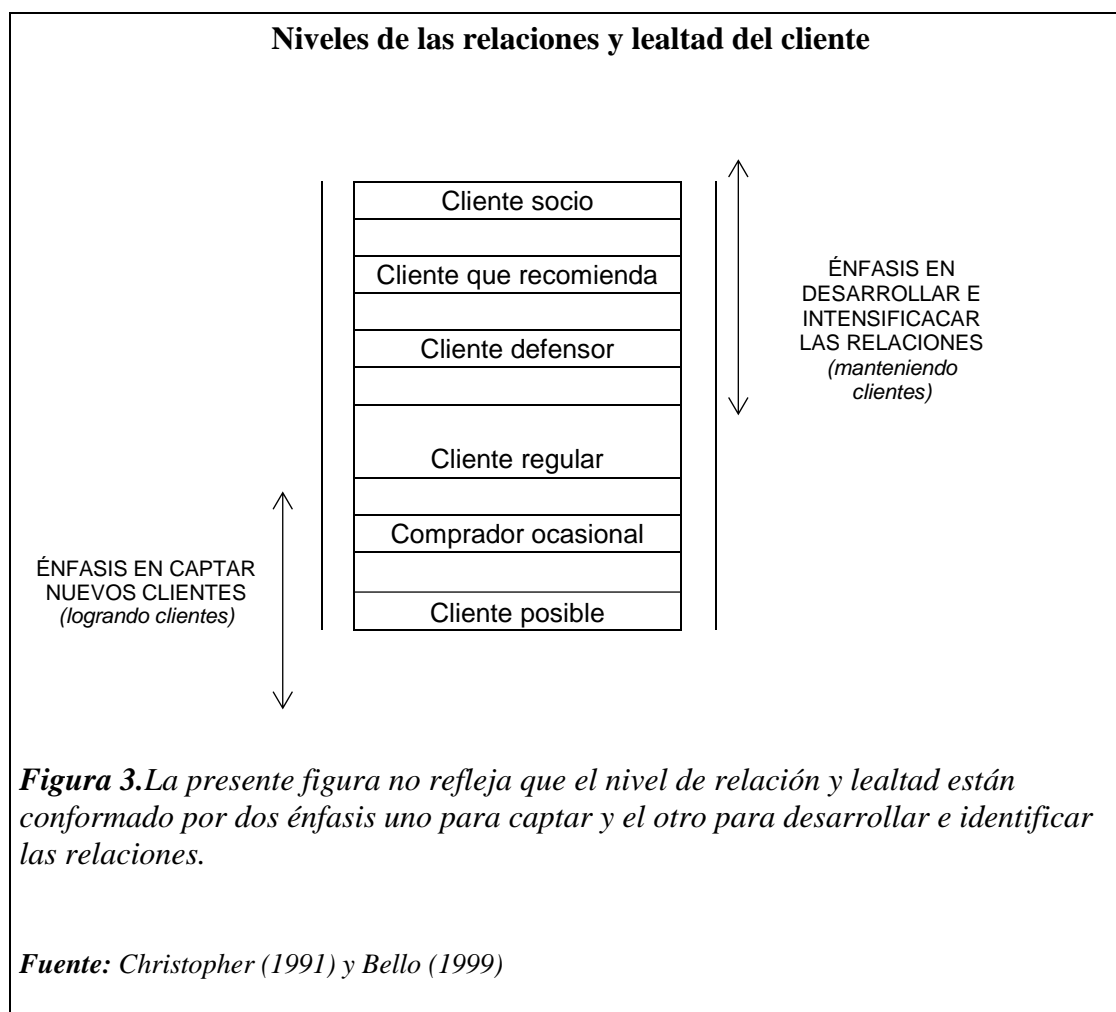 Niveles de las relaciones y lealtad del cliente
Cliente socio
Cliente que recomienda
Cliente defensor
Cliente regular
Comprador ocasional
Cliente posible
ÉNFASIS EN
DESARROLLAR E
INTENSIFICACAR
LAS RELACIONES
(manteniendo
clientes)
ÉNFASIS EN CAPTAR
NUEVOS CLIENTES
(logrando clientes)
Figura 3.La presente figura no refleja que el nivel de relación y lealtad están
conformado por dos énfasis uno para captar y el otro para desarrollar e identificar
las relaciones.
Fuente: Christopher (1991) y Bello (1999)